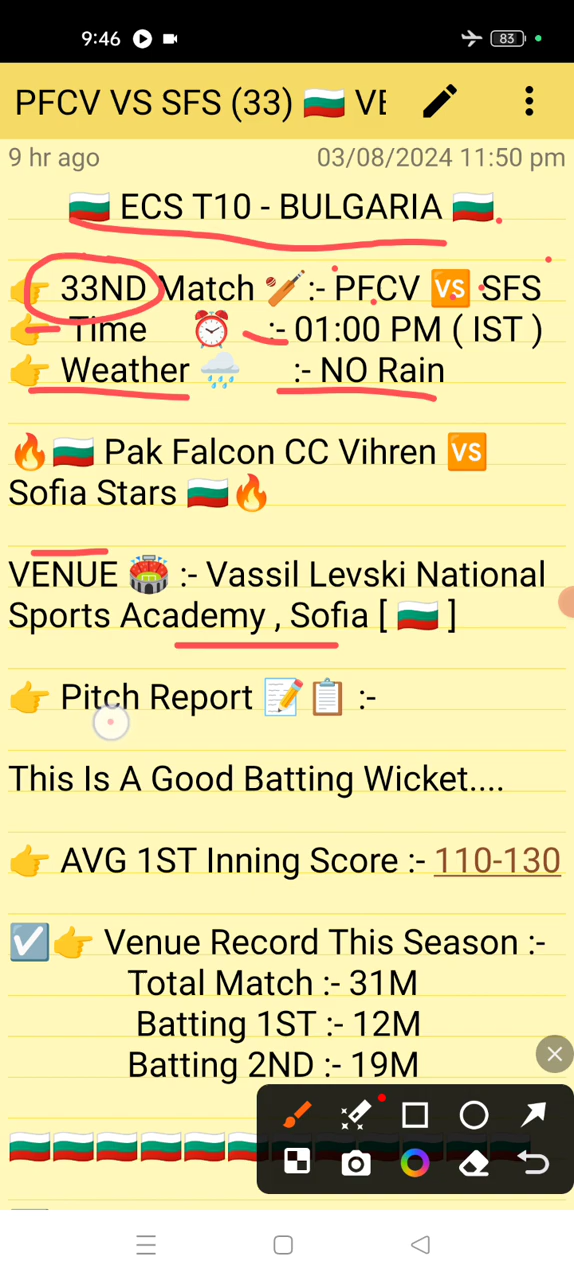 9:46
83
PFCV VS SFS (33) 🇧🇬 VE
9 hr ago 03/08/2024 11:50 pm
🇧🇬 ECS T10 - BULGARIA 🇧🇬
👉 33ND Match 🏏 :- PFCV 🆚 SFS
👉 Time ⏰ :- 01:00 PM ( IST )
👉 Weather 🌧️ :- NO Rain
🔥🇧🇬 Pak Falcon CC Vihren 🆚
Sofia Stars 🇧🇬🔥
VENUE 🏟️ :- Vassil Levski National
Sports Academy , Sofia [ 🇧🇬 ]
👉 Pitch Report 📝📋 :-
This Is A Good Batting Wicket....
👉 AVG 1ST Inning Score :- 110-130
☑️👉 Venue Record This Season :-
Total Match :- 31M
Batting 1ST :- 12M
Batting 2ND :- 19M